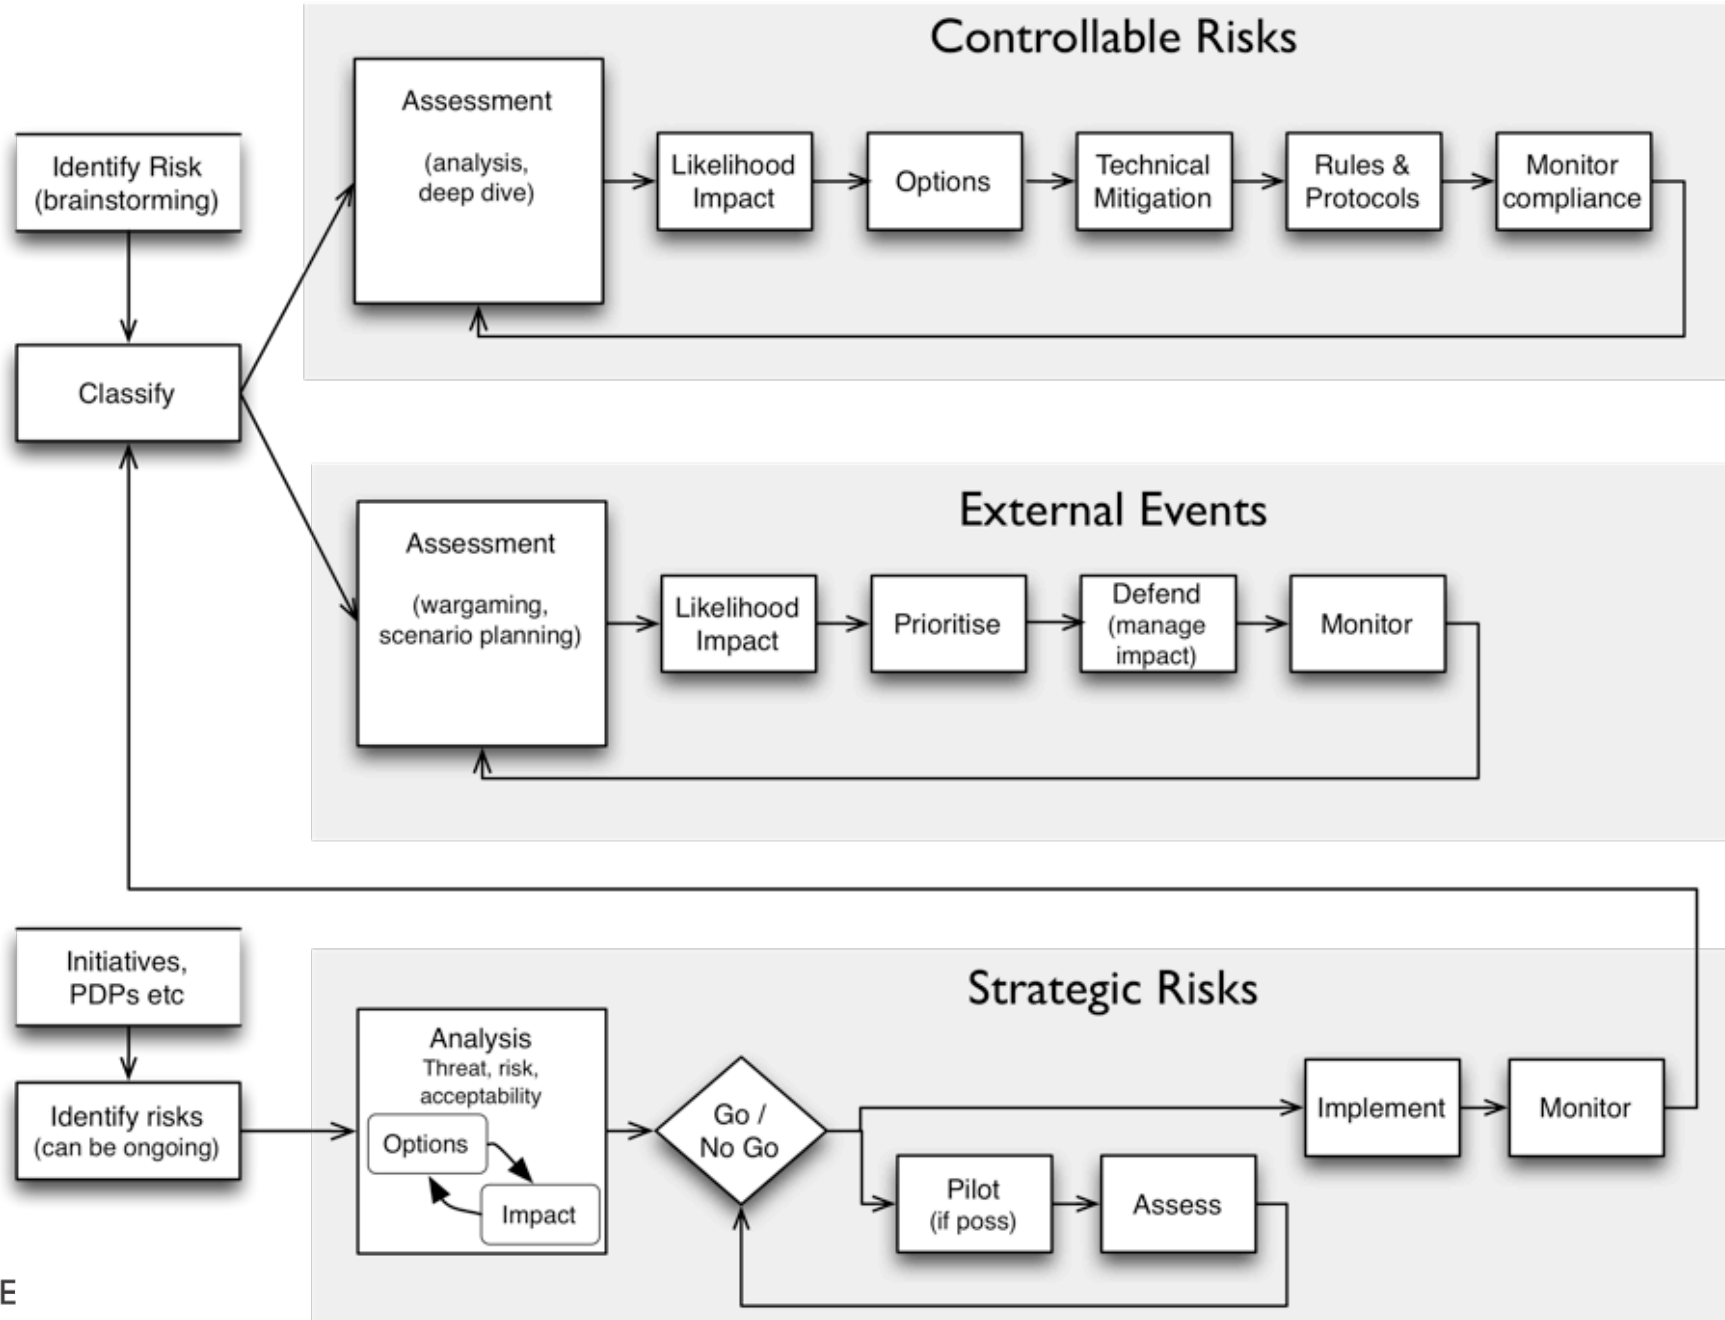 Controllable Risks
Identify Risk
(brainstorming)
Classify
Assessment
(analysis,
deep dive)
Likelihood
Impact
Options
Technical
Mitigation
Rules &
Protocols
Monitor
compliance
External Events
Assessment
(wargaming,
scenario planning)
Likelihood
Impact
Prioritise
Defend
(manage
impact)
Monitor
Initiatives,
PDPs etc
Identify risks
(can be ongoing)
Strategic Risks
Analysis
Threat, risk,
acceptability
Options
Impact
Go /
No Go
Pilot
(if poss)
Assess
Implement
Monitor
E